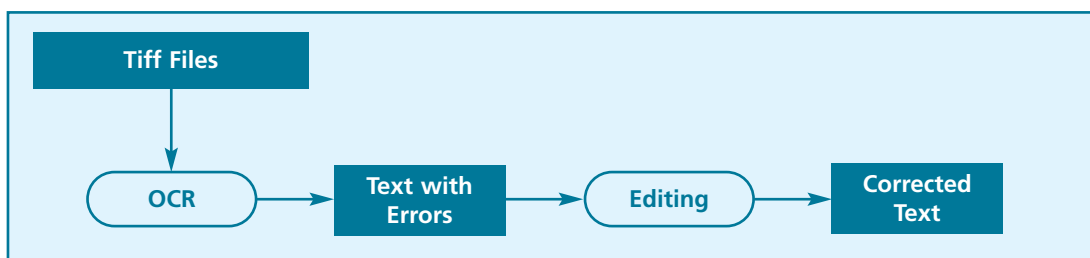 Tiff Files
OCR
Text with
Errors
Editing
Corrected
Text